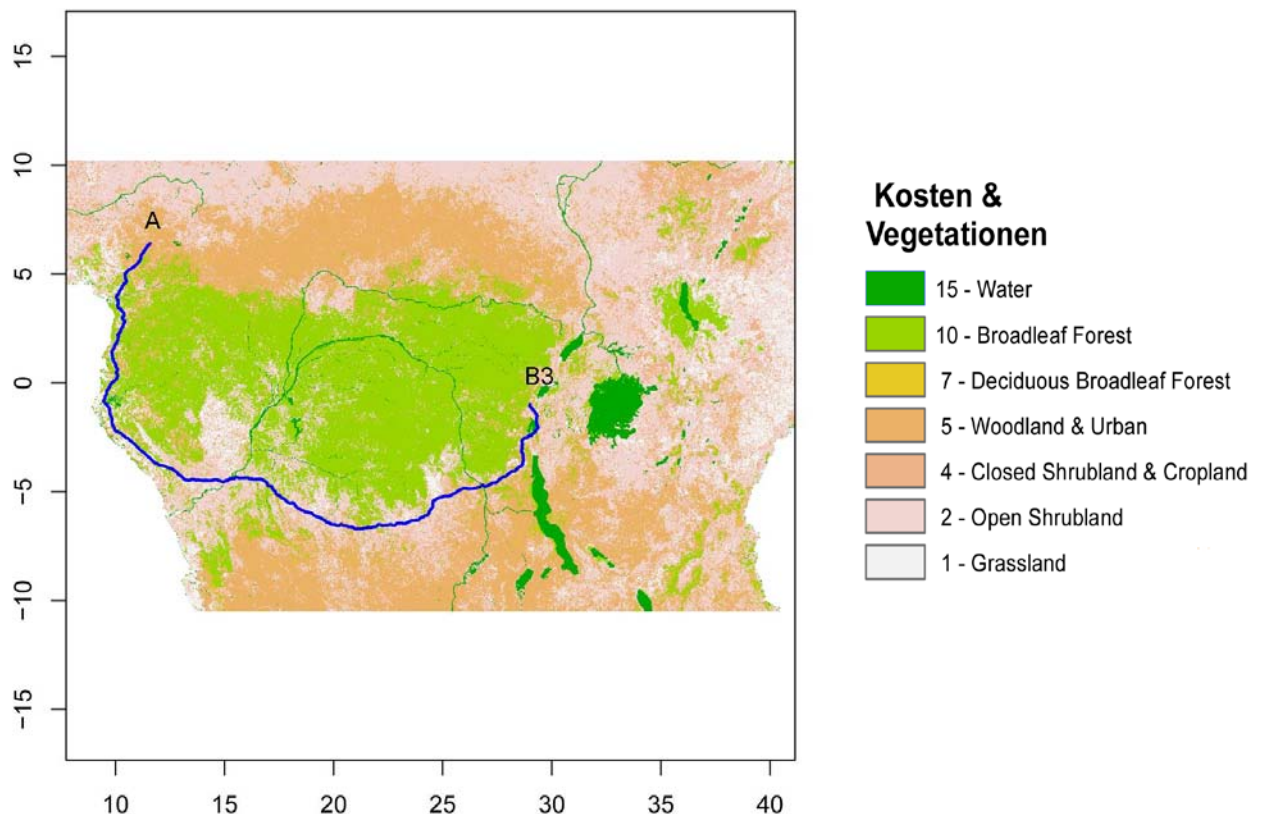 15
10
5
0
−5
−10
−15
A
B3
10 15 20 25 30 35 40
Kosten &
Vegetationen
15 - Water
10 - Broadleaf Forest
7 - Deciduous Broadleaf Forest
5 - Woodland & Urban
4 - Closed Shrubland & Cropland
2 - Open Shrubland
1 - Grassland